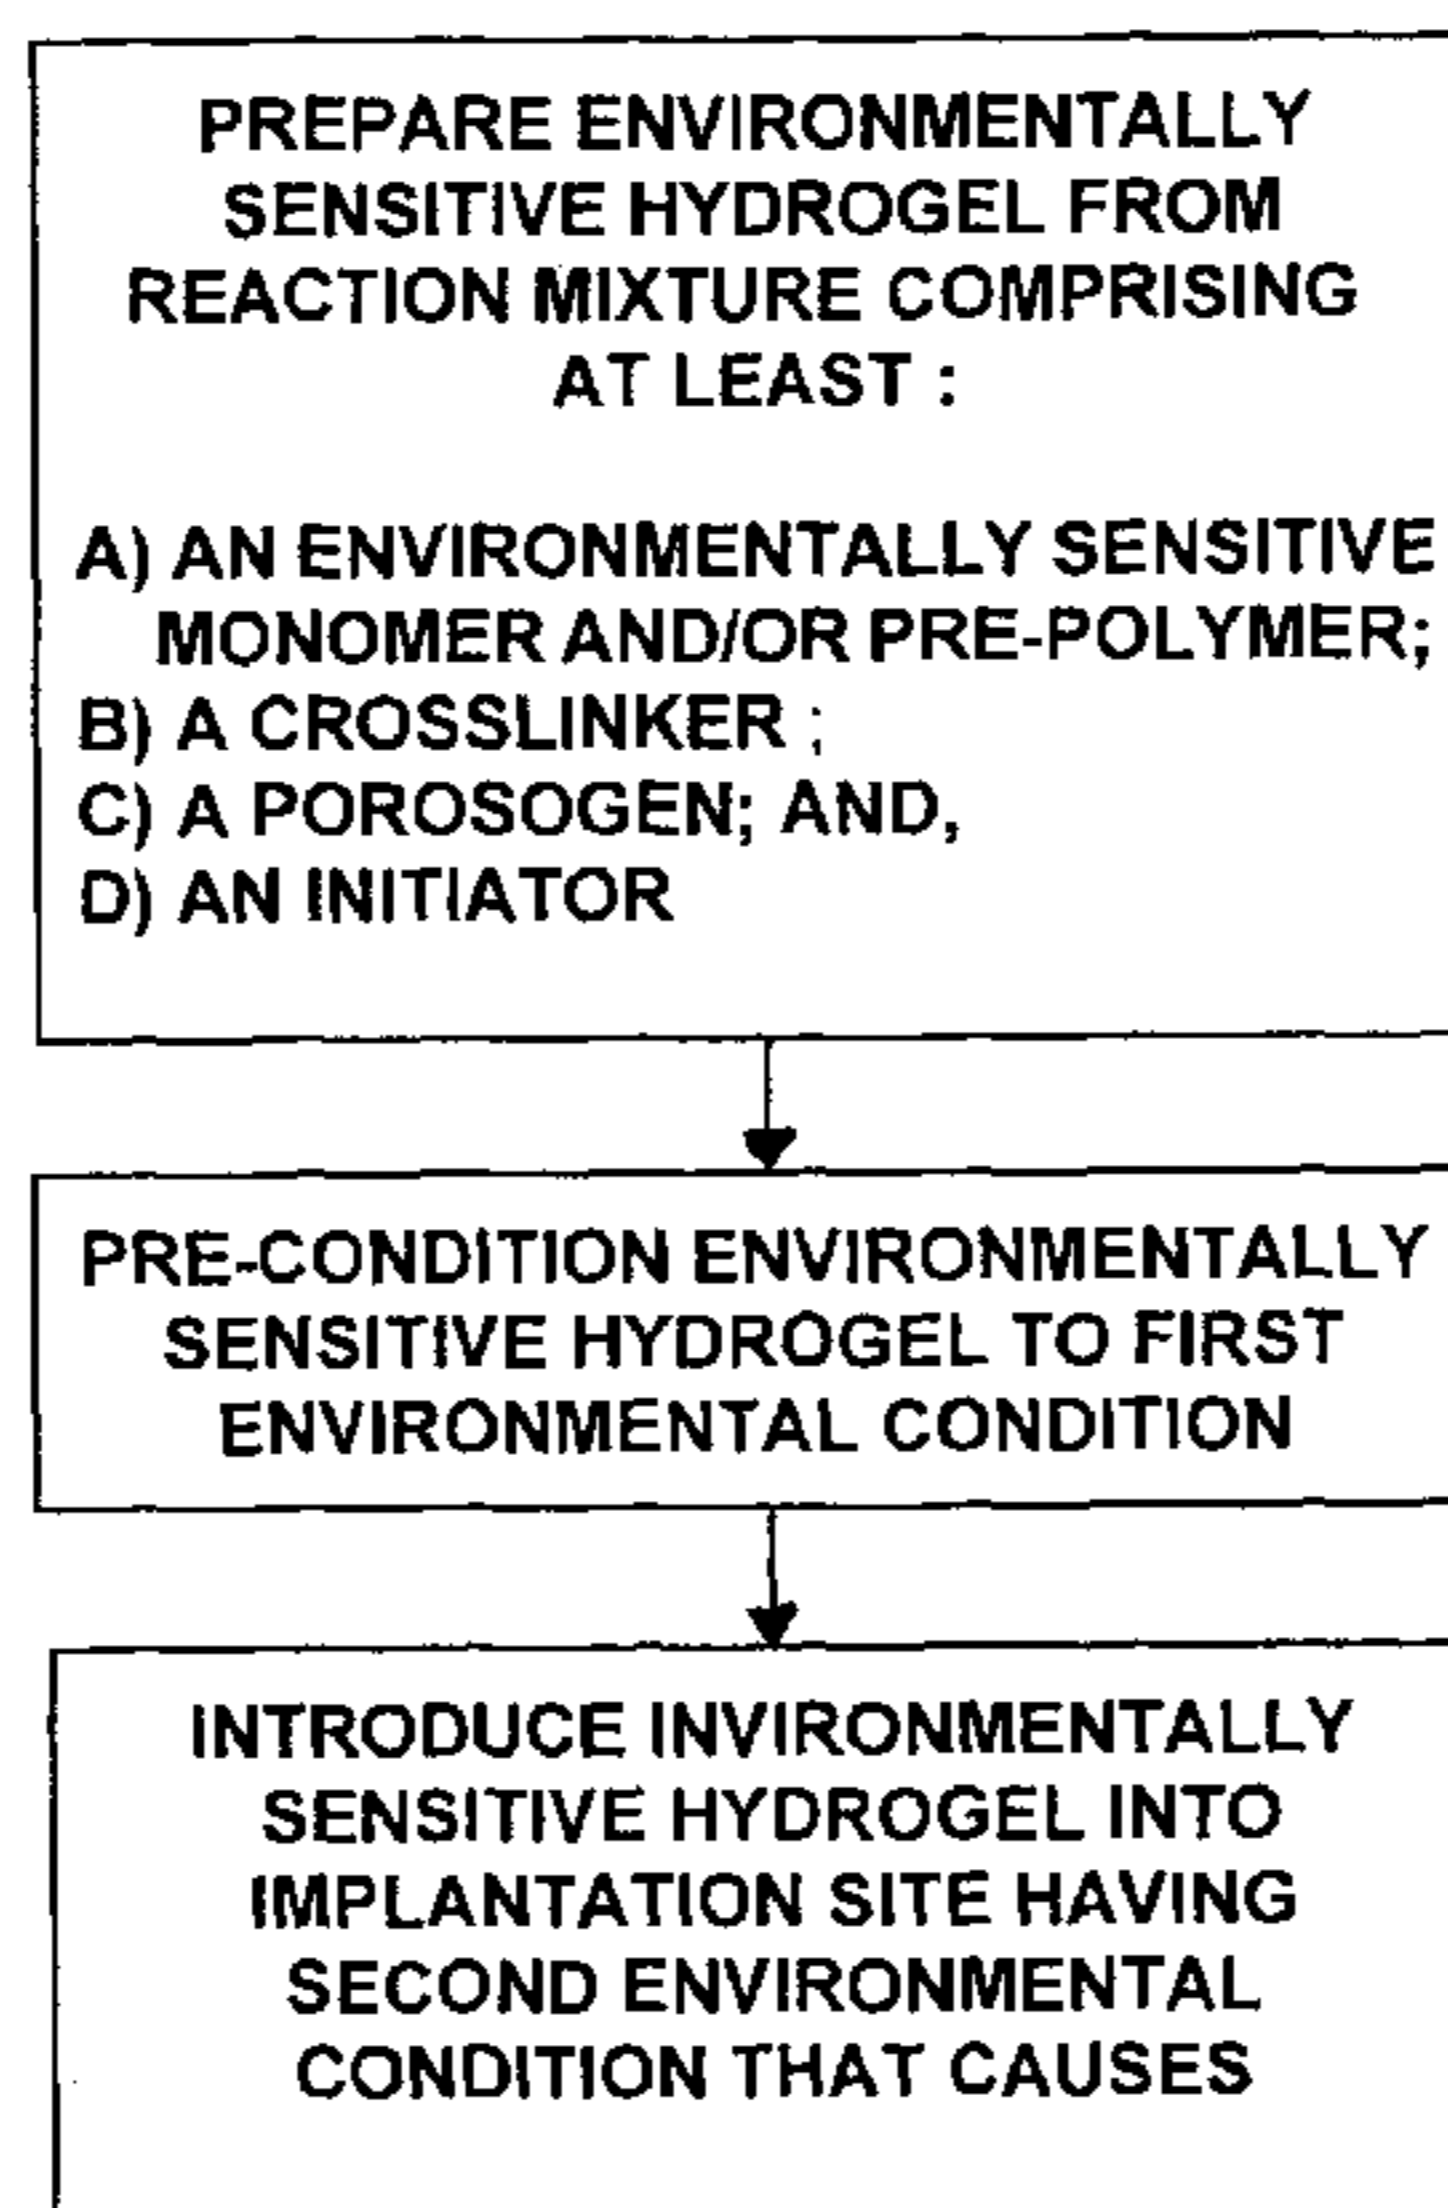 PREPARE ENVIRONMENTALLY
SENSITIVE HYDROGEL FROM
REACTION MIXTURE COMPRISING
AT LEAST :
A) AN ENVIRONMENTALLY SENSITIVE
MONOMER AND/OR PRE-POLYMER;
B) A CROSSLINKER ;
C) A POROSOGEN; AND,
D) AN INITIATOR
PRE-CONDITION ENVIRONMENTALLY
SENSITIVE HYDROGEL TO FIRST
ENVIRONMENTAL CONDITION
INTRODUCE INVIRONMENTALLY
SENSITIVE HYDROGEL INTO
IMPLANTATION SITE HAVING
SECOND ENVIRONMENTAL
CONDITION THAT CAUSES